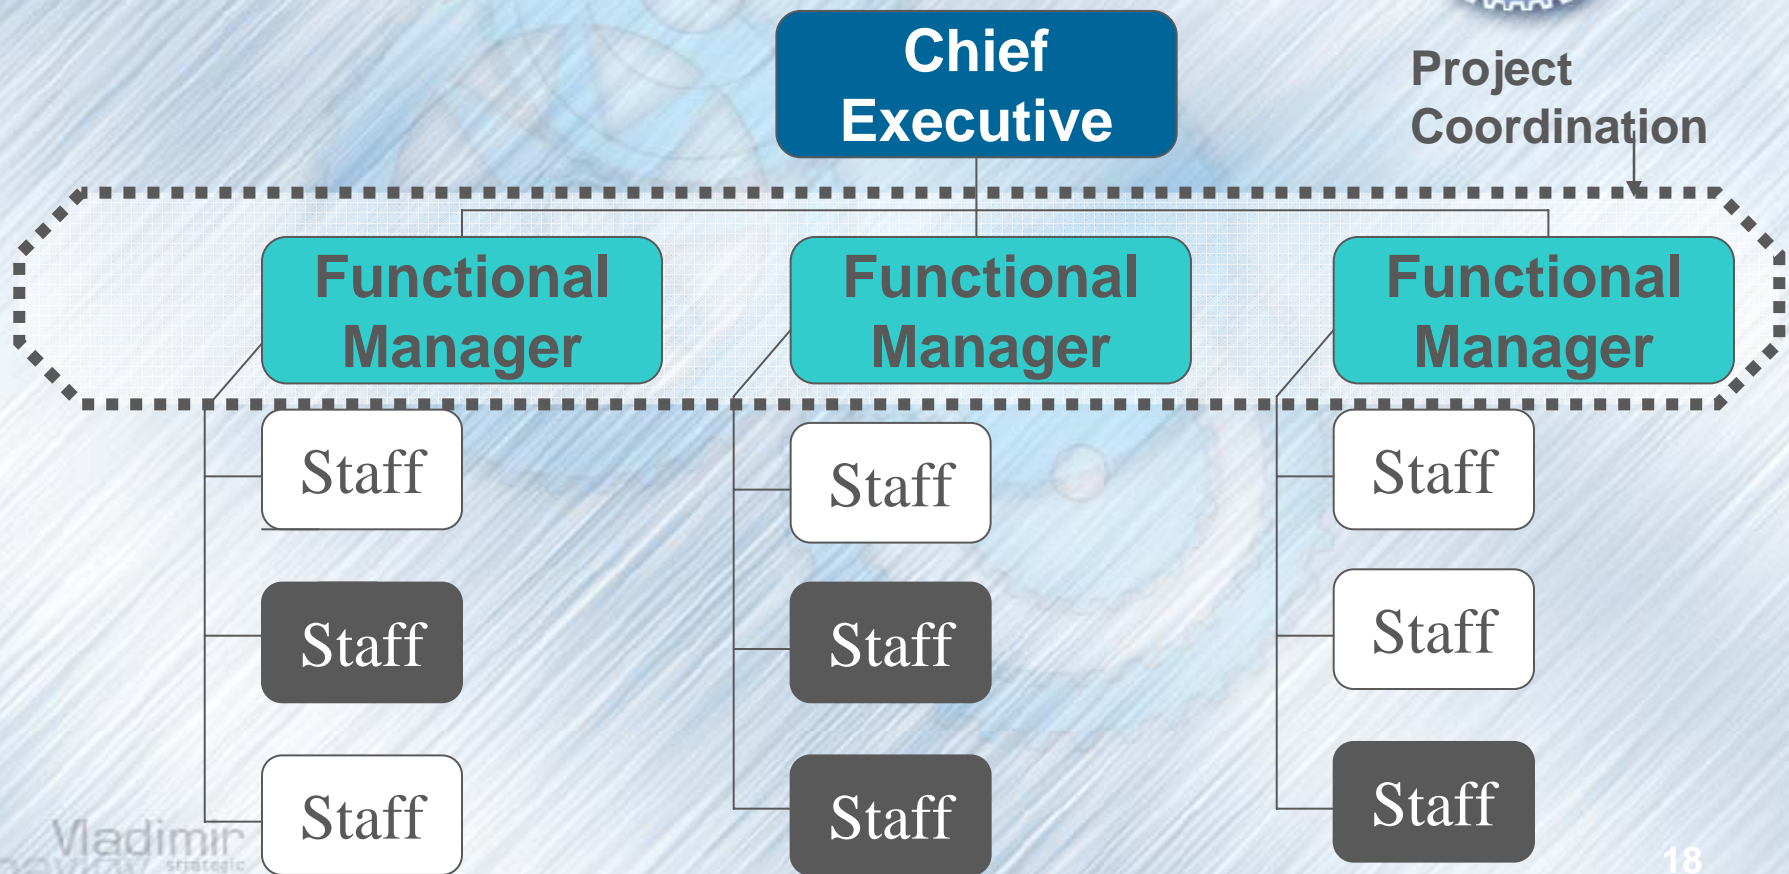 Chief
Executive
Project
Coordination
Functional
Manager
Functional
Manager
Functional
Manager
Staff
Staff
Staff
Staff
Staff
Staff
Staff
Staff
Staff
Vladimir
strategic
18